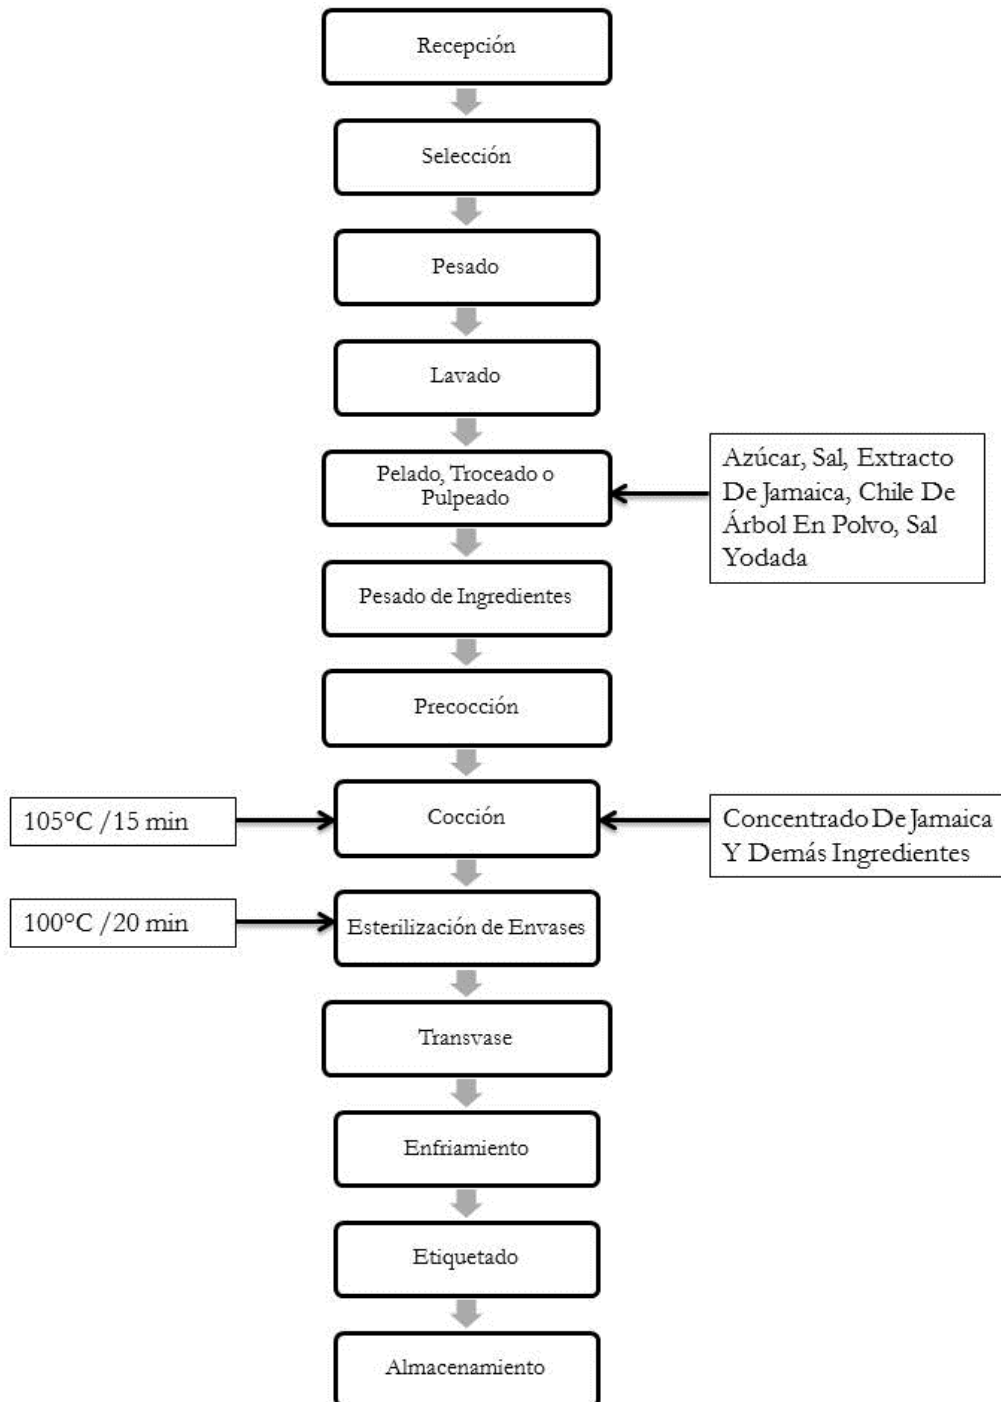 Recepción
Selección
Pesado
Lavado
Pelado, Troceado o
Pulpeado
Azúcar, Sal, Extracto
De Jamaica, Chile De
Árbol En Polvo, Sal
Yodada
Pesado de Ingredientes
Precocción
105°C /15 min
Cocción
Concentrado De Jamaica
Y Demás Ingredientes
100°C /20 min
Esterilización de Envases
Transvase
Enfriamiento
Etiquetado
Almacenamiento